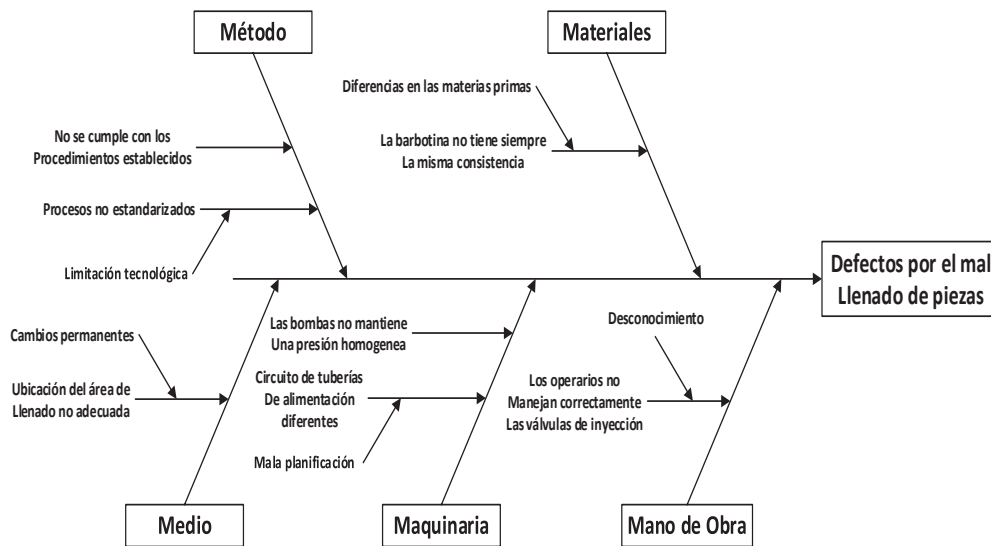 Método
Materiales
Diferencias en las materias primas
No se cumple con los
Procedimientos establecidos
La barbotina no tiene siempre
La misma consistencia
Procesos no estandarizados
Limitación tecnológica
Defectos por el mal
Llenado de piezas
Cambios permanentes
Ubicación del área de
Llenado no adecuada
Las bombas no mantiene
Una presión homogenea
Circuito de tuberías
De alimentación
diferentes
Mala planificación
Desconocimiento
Los operarios no
Manejan correctamente
Las válvulas de inyección
Medio
Maquinaria
Mano de Obra